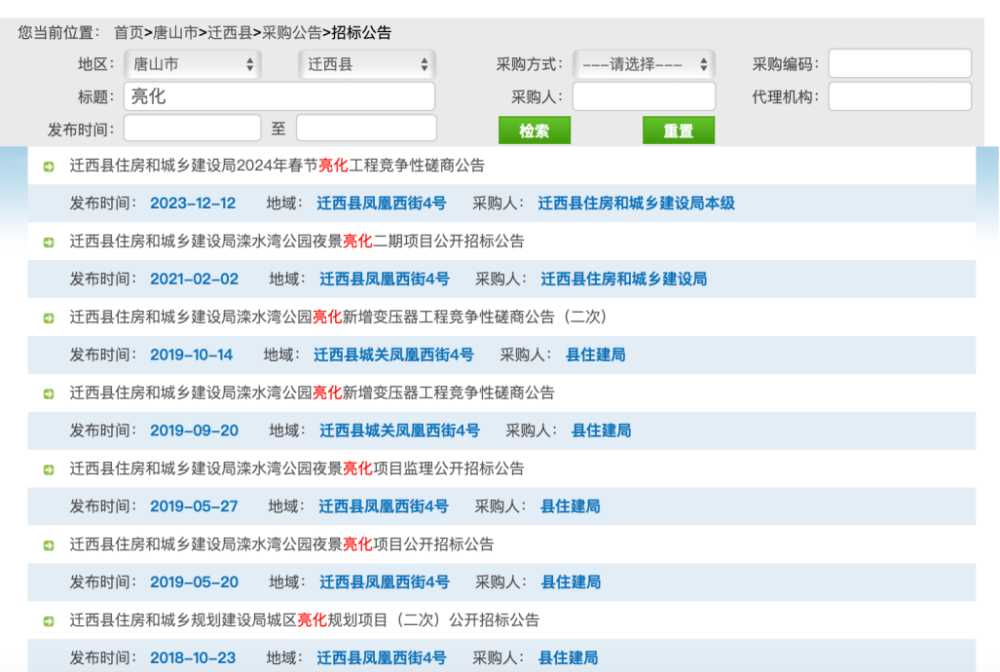 您当前位置： 首页>唐山市>迁西县>采购公告>招标公告
地区： 唐山市 迁西县 采购方式： ---请选择--- 采购编码：
标题： 亮化 采购人： 代理机构：
发布时间： 至 检索 重置
迁西县住房和城乡建设局2024年春节亮化工程竞争性磋商公告
发布时间： 2023-12-12 地域： 迁西县凤凰西街4号 采购人： 迁西县住房和城乡建设局本级
迁西县住房和城乡建设局滦水湾公园夜景亮化二期项目公开招标公告
发布时间： 2021-02-02 地域： 迁西县凤凰西街4号 采购人： 迁西县住房和城乡建设局
迁西县住房和城乡建设局滦水湾公园亮化新增变压器工程竞争性磋商公告（二次）
发布时间： 2019-10-14 地域： 迁西县城关凤凰西街4号 采购人： 县住建局
迁西县住房和城乡建设局滦水湾公园亮化新增变压器工程竞争性磋商公告
发布时间： 2019-09-20 地域： 迁西县城关凤凰西街4号 采购人： 县住建局
迁西县住房和城乡建设局滦水湾公园夜景亮化项目监理公开招标公告
发布时间： 2019-05-27 地域： 迁西县凤凰西街4号 采购人： 县住建局
迁西县住房和城乡建设局滦水湾公园夜景亮化项目公开招标公告
发布时间： 2019-05-20 地域： 迁西县凤凰西街4号 采购人： 县住建局
迁西县住房和城乡规划建设局城区亮化规划项目（二次）公开招标公告
发布时间： 2018-10-23 地域： 迁西县凤凰西街4号 采购人： 县住建局